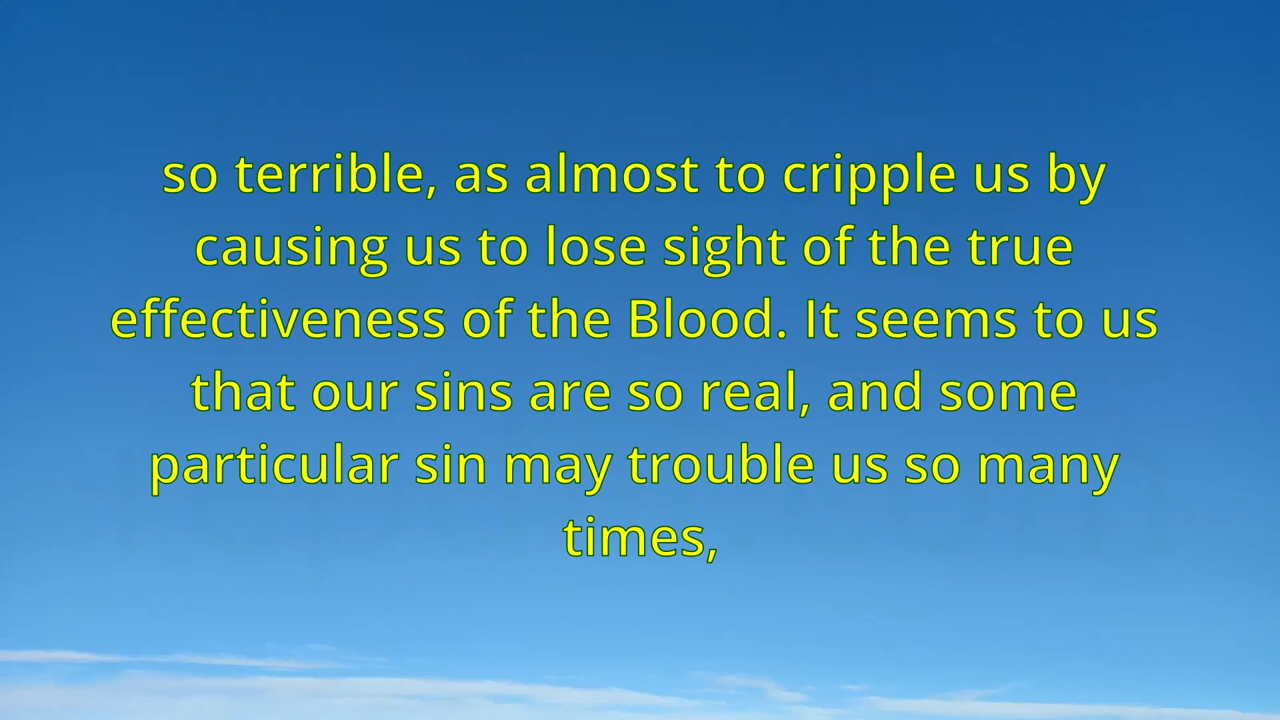 so terrible, as almost to cripple us by
causing us to lose sight of the true
effectiveness of the Blood. It seems to us
that our sins are so real, and some
particular sin may trouble us so many
times,